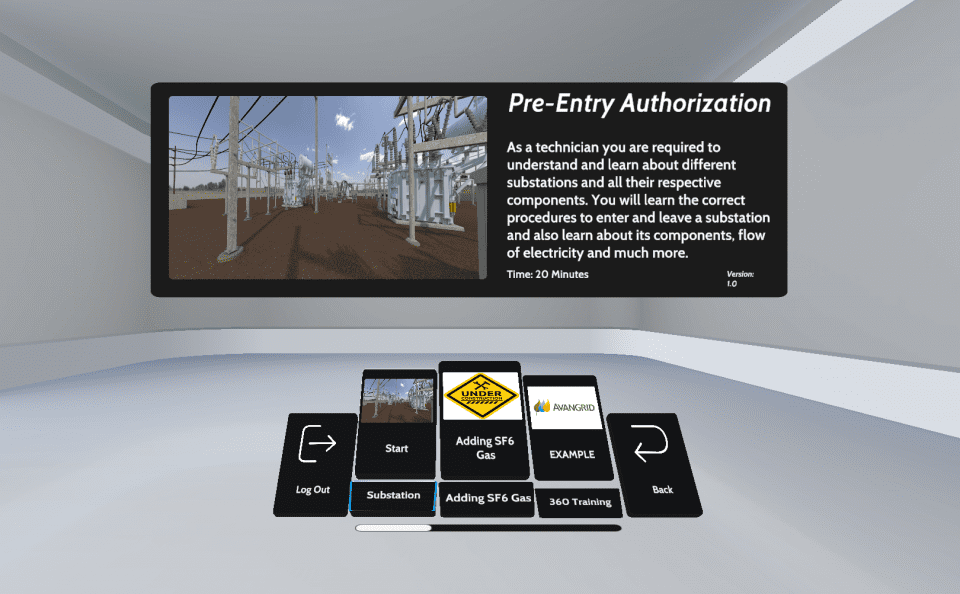 Pre-Entry Authorization
As a technician you are required to
understand and learn about different
substations and all their respective
components. You will learn the correct
procedures to enter and leave a substation
and also learn about its components, flow
of electricity and much more.
Time: 20 Minutes
Version:
1.0
Log Out
Start
UNDER
CONSTRUCTION
Adding SF6
Gas
AVANGRID
EXAMPLE
Back
Substation
Adding SF6 Gas
360 Training